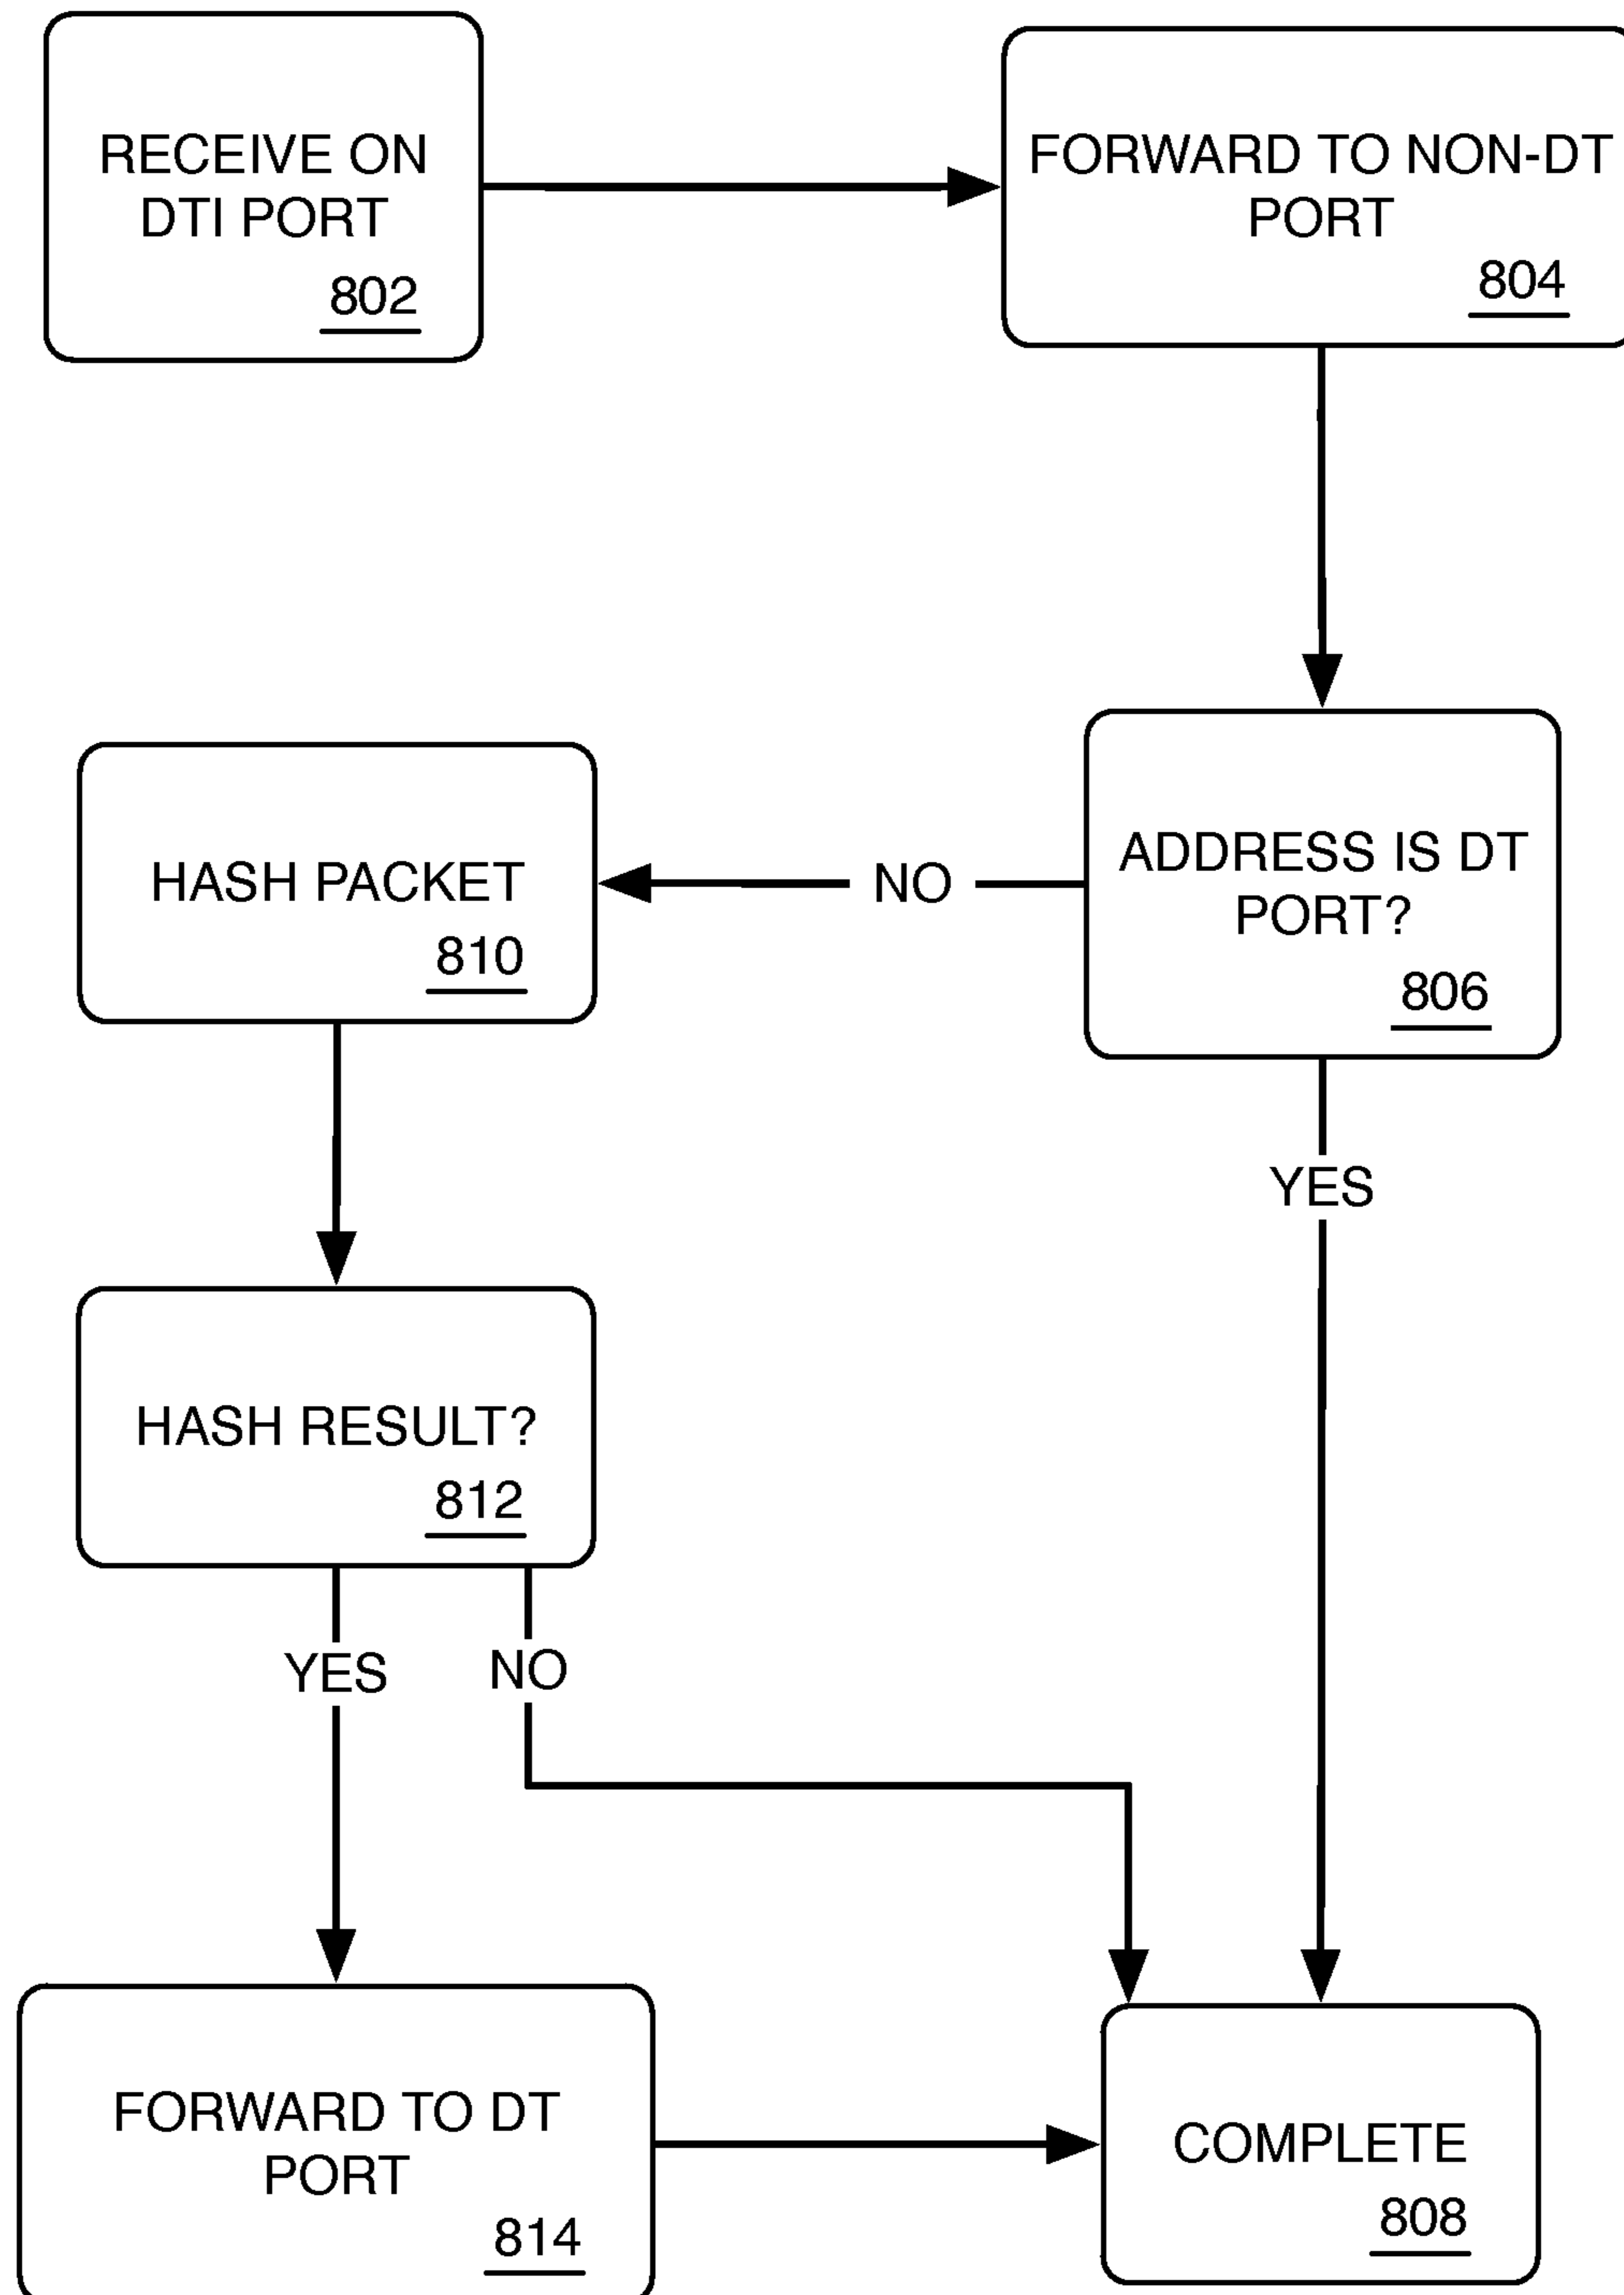 RECEIVE ON
DTI PORT
802
FORWARD TO NON-DT
PORT
804
ADDRESS IS DT
PORT?
806
NO
HASH PACKET
810
YES
HASH RESULT?
812
YES
NO
FORWARD TO DT
PORT
814
COMPLETE
808